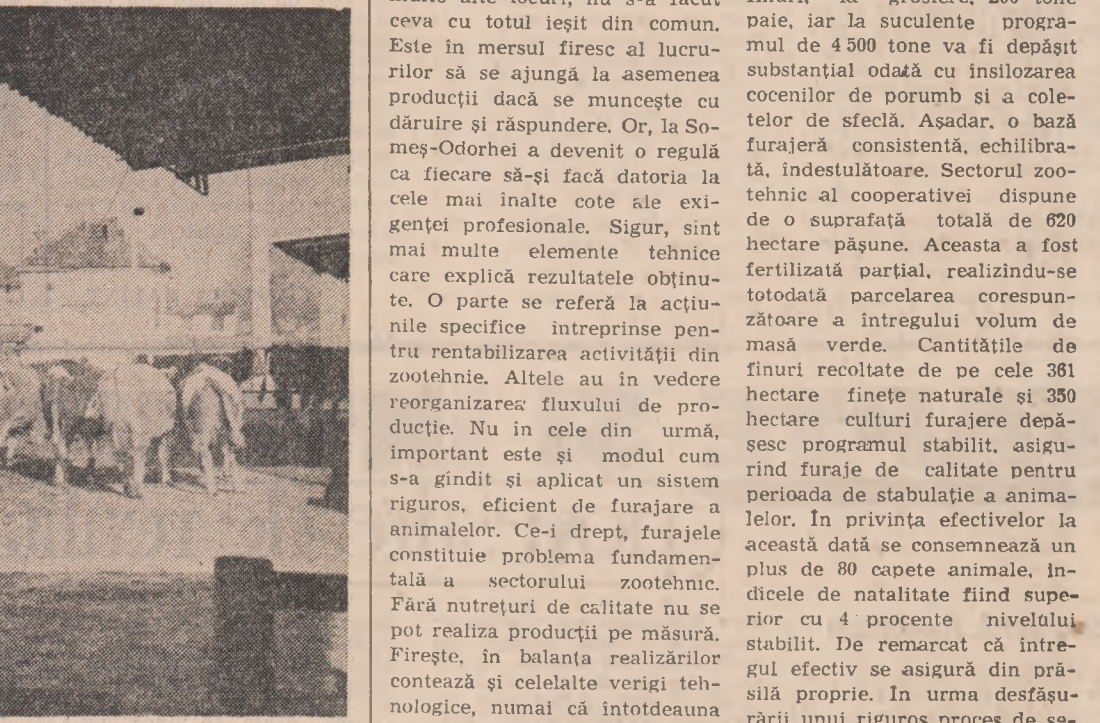 multe alte locuri, nu s-a făcut
ceva cu totul ieșit din comun.
Este în mersul firesc al lucru-
rilor să se ajungă la asemenea
producții dacă se muncește cu
dăruire și răspundere. Or, la So-
meș-Odorhei a devenit o regulă
ca fiecare să-și facă datoria la
cele mai înalte cote ale exi-
genței profesionale. Sigur, sint
mai multe elemente tehnice
care explică rezultatele obținu-
te. O parte se referă la acțiu-
nile specifice întreprinse pen-
tru rentabilizarea activității din
zootehnie. Altele au în vedere
reorganizarea fluxului de pro-
ducție. Nu in cele din urmă,
important este și modul cum
s-a gîndit și aplicat un sistem
riguros, eficient de furajare a
animalelor. Ce-i drept, furajele
constituie problema fundamen-
tală a sectorului zootehnic.
Fără nutrețuri de calitate nu se
pot realiza producții pe măsură.
Firește, în balanța realizărilor
contează și celelalte verigi teh-
nologice, numai că întotdeauna
la grosiere, 200 tone
paie, iar la suculente progra-
mul de 4 500 tone va fi depășit
substanțial odată cu însilozarea
cocenilor de porumb și a cole-
telor de sfeclă. Așadar, o bază
furajeră consistentă, echilibra-
tă, îndestulătoare. Sectorul zoo-
tehnic al cooperativei dispune
de o suprafață totală de 620
hectare pășune. Aceasta a fost
fertilizată parțial, realizîndu-se
totodată parcelarea corespun-
zătoare a întregului volum de
masă verde. Cantitățile de
finuri recoltate de pe cele 361
hectare finețe naturale și 350
hectare culturi furajere depă-
șesc programul stabilit, asigu-
rind furaje de calitate pentru
perioada de stabulație a anima-
lelor. În privința efectivelor la
această dată se consemnează un
plus de 80 capete animale, in-
dicele de natalitate fiind supe-
rior cu 4 procente nivelului
stabilit. De remarcat că între-
gul efectiv se asigură din pră-
silă proprie. În urma desfășu-
rării unui riguros proces de se-